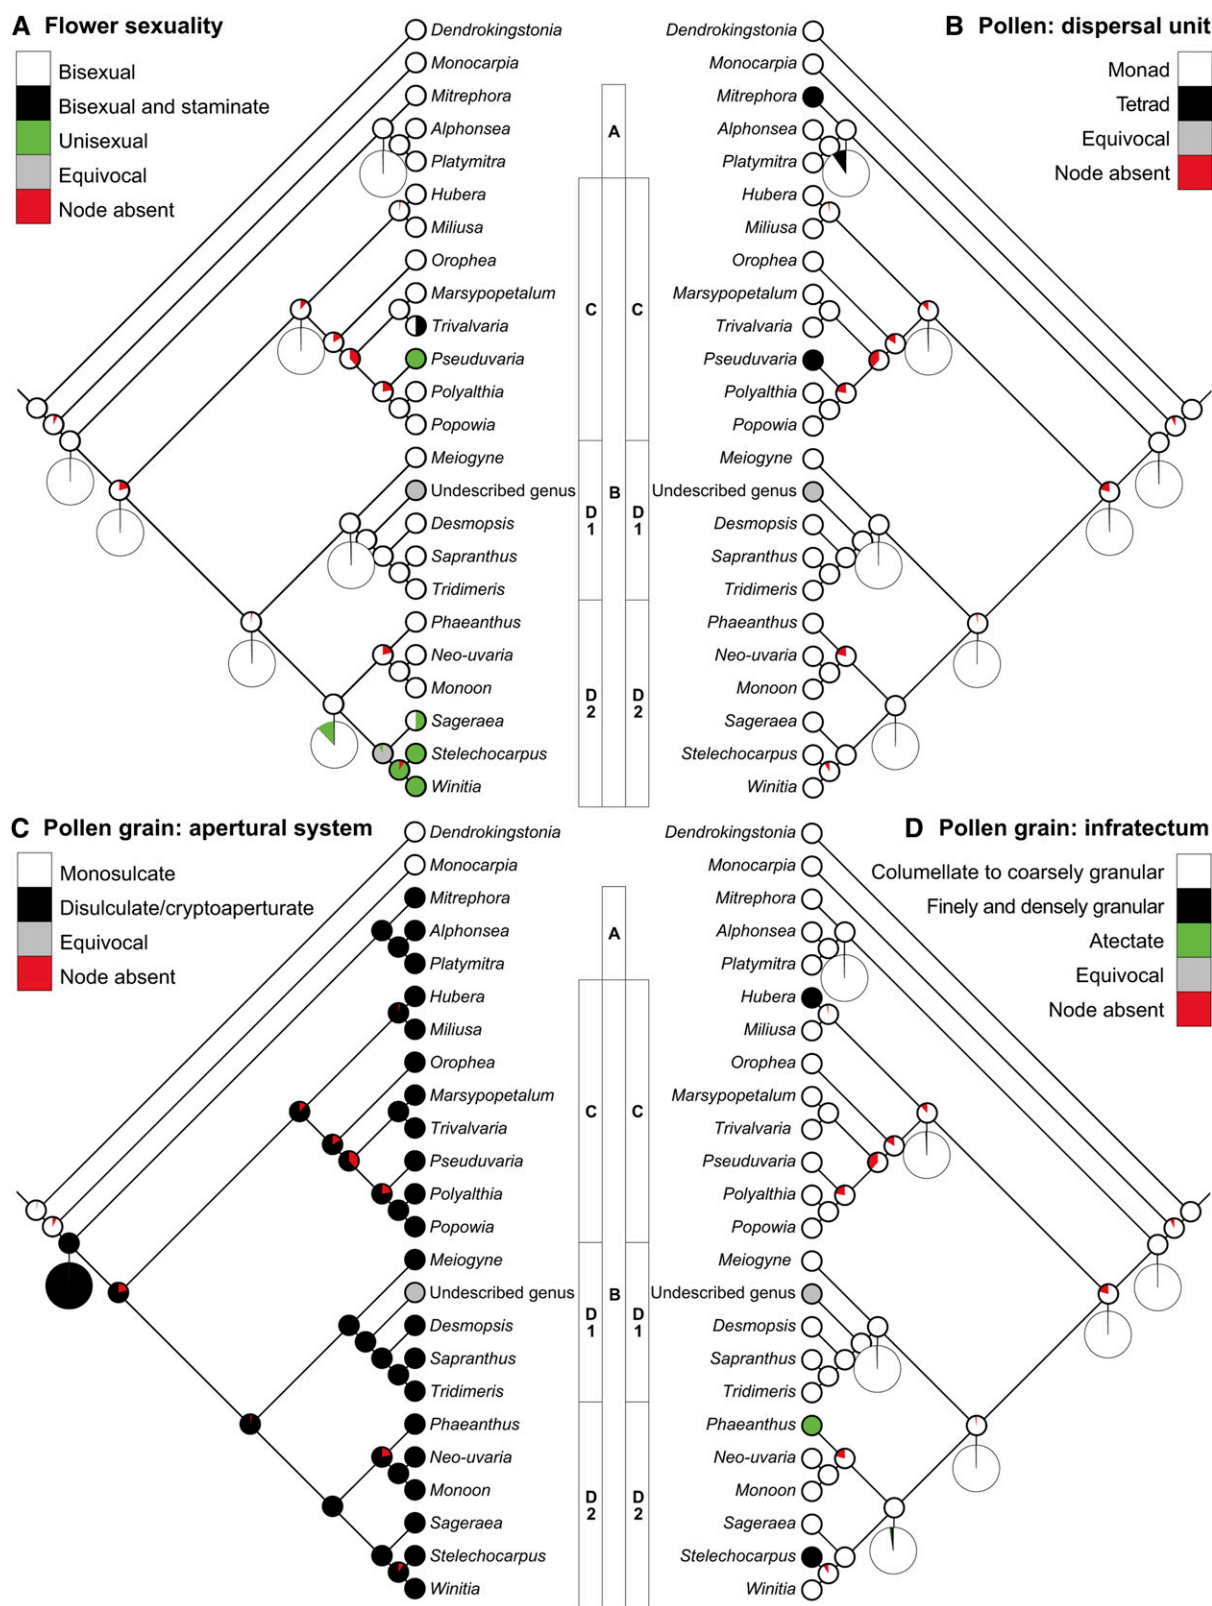 A Flower sexuality
Bisexual
Bisexual and staminate
Unisexual
Equivocal
Node absent
Dendrokingstonia
Monocarpia
Mitrephora
Alphonsea
Platymitra
Hubera
Miliusa
Orophea
Marsypopetalum
Trivalvaria
Pseuduvaria
Polyalthia
Popowia
Meiogyne
Undescribed genus
Desmopsis
Sapranthus
Tridimeris
Phaeanthus
Neo-uvaria
Monoon
Sageraea
Stelechocarpus
Winitia
A
C
C
B
D
1
D
1
D
2
D
2
B Pollen: dispersal unit
Monad
Tetrad
Equivocal
Node absent
Dendrokingstonia
Monocarpia
Mitrephora
Alphonsea
Platymitra
Hubera
Miliusa
Orophea
Marsypopetalum
Trivalvaria
Pseuduvaria
Polyalthia
Popowia
Meiogyne
Undescribed genus
Desmopsis
Sapranthus
Tridimeris
Phaeanthus
Neo-uvaria
Monoon
Sageraea
Stelechocarpus
Winitia
C Pollen grain: apertural system
Monosulcate
Disulculate/cryptoaperturate
Equivocal
Node absent
Dendrokingstonia
Monocarpia
Mitrephora
Alphonsea
Platymitra
Hubera
Miliusa
Orophea
Marsypopetalum
Trivalvaria
Pseuduvaria
Polyalthia
Popowia
Meiogyne
Undescribed genus
Desmopsis
Sapranthus
Tridimeris
Phaeanthus
Neo-uvaria
Monoon
Sageraea
Stelechocarpus
Winitia
A
C
C
B
D
1
D
1
D
2
D
2
D Pollen grain: infratectum
Columellate to coarsely granular
Finely and densely granular
Atectate
Equivocal
Node absent
Dendrokingstonia
Monocarpia
Mitrephora
Alphonsea
Platymitra
Hubera
Miliusa
Orophea
Marsypopetalum
Trivalvaria
Pseuduvaria
Polyalthia
Popowia
Meiogyne
Undescribed genus
Desmopsis
Sapranthus
Tridimeris
Phaeanthus
Neo-uvaria
Monoon
Sageraea
Stelechocarpus
Winitia